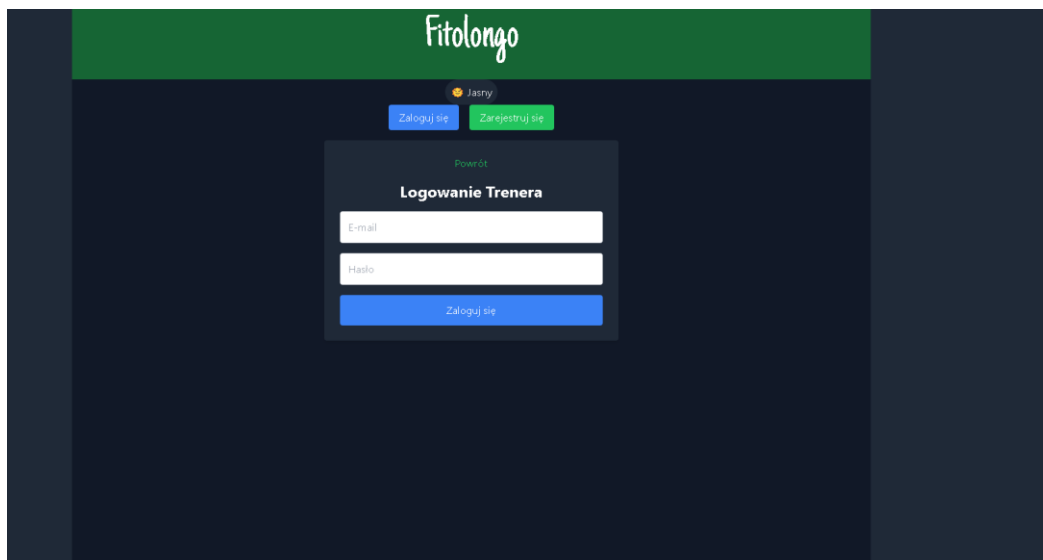 Fitolongo
Jasny
Zaloguj się Zarejestruj się
Powrót
Logowanie Trenera
E-mail
Hasło
Zaloguj się